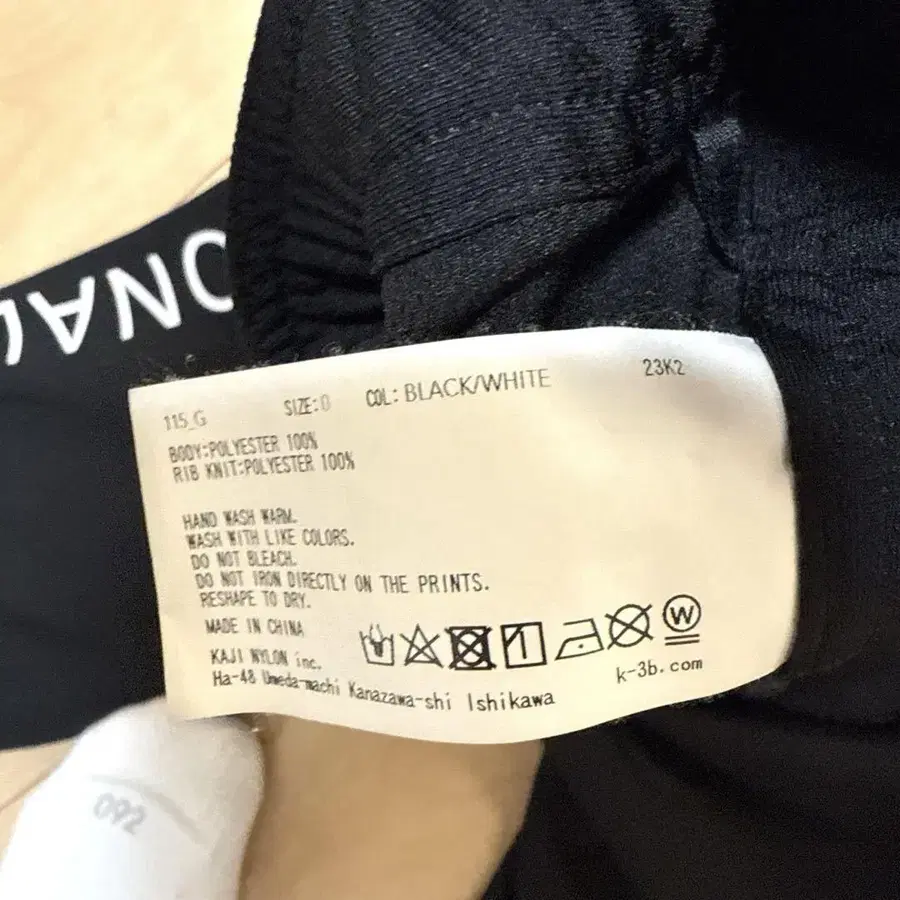 115_G SIZE:0 COL: BLACK/WHITE 23K2
BODY:POLYESTER 100%
RIB KNIT:POLYESTER 100%
HAND WASH WARM.
WASH WITH LIKE COLORS.
DO NOT BLEACH.
DO NOT IRON DIRECTLY ON THE PRINTS.
RESHAPE TO DRY.
MADE IN CHINA
W
KAJI NYLON inc. k-3b.com
Ha-48 Umeda-machi Kanazawa-shi Ishikawa
092